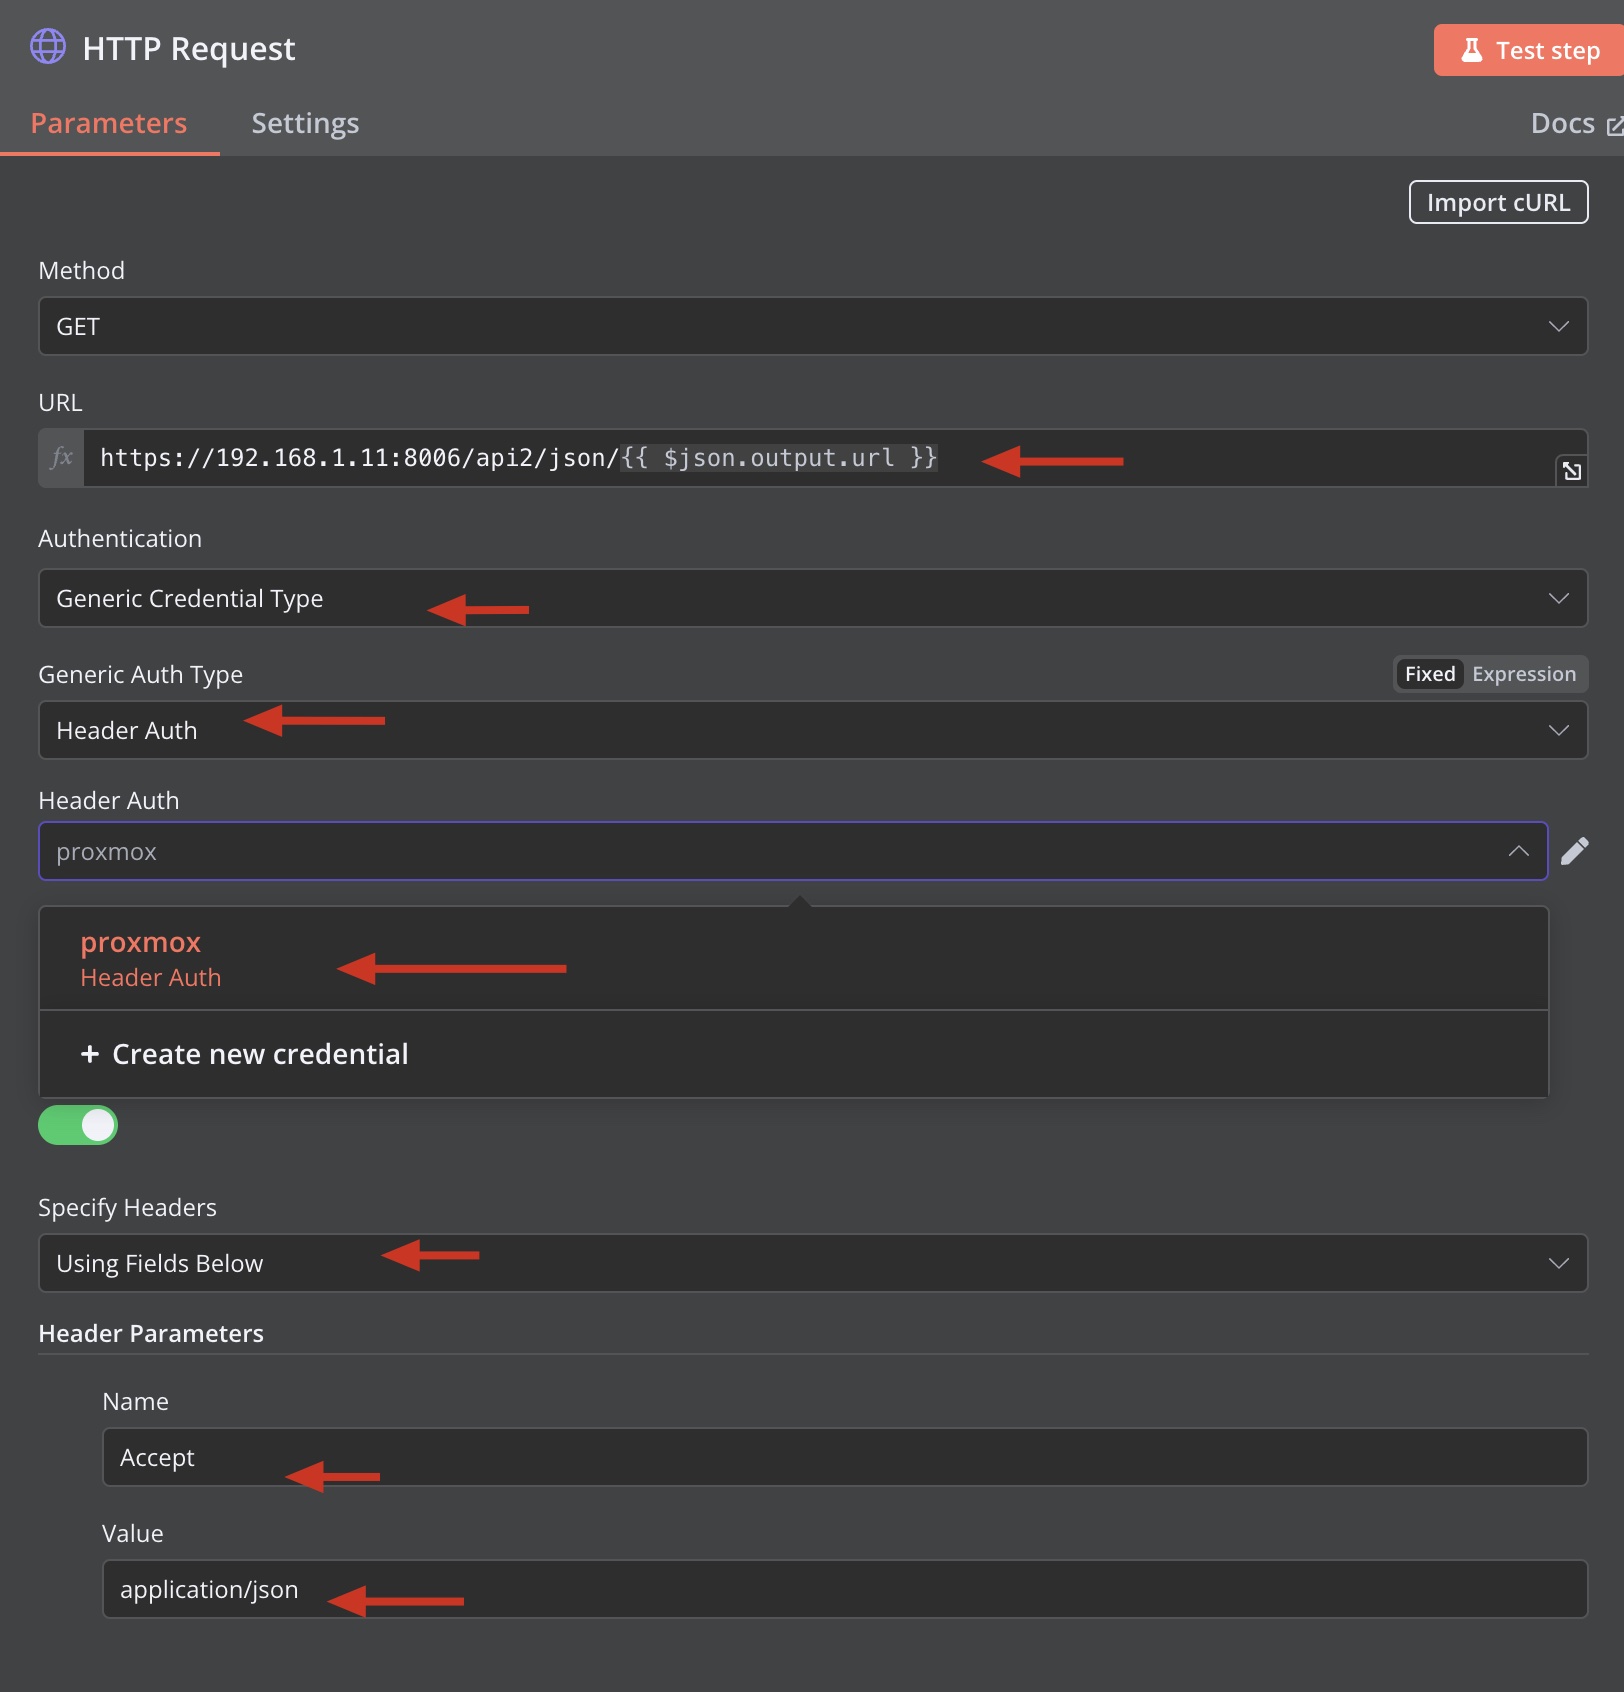 HTTP Request
Test step
Parameters Settings Docs
Import cURL
Method
GET
URL
fx https://192.168.1.11:8006/api2/json/{{ $json.output.url }}
Authentication
Generic Credential Type
Generic Auth Type
Fixed Expression
Header Auth
Header Auth
proxmox
proxmox
Header Auth
+ Create new credential
Specify Headers
Using Fields Below
Header Parameters
Name
Accept
Value
application/json